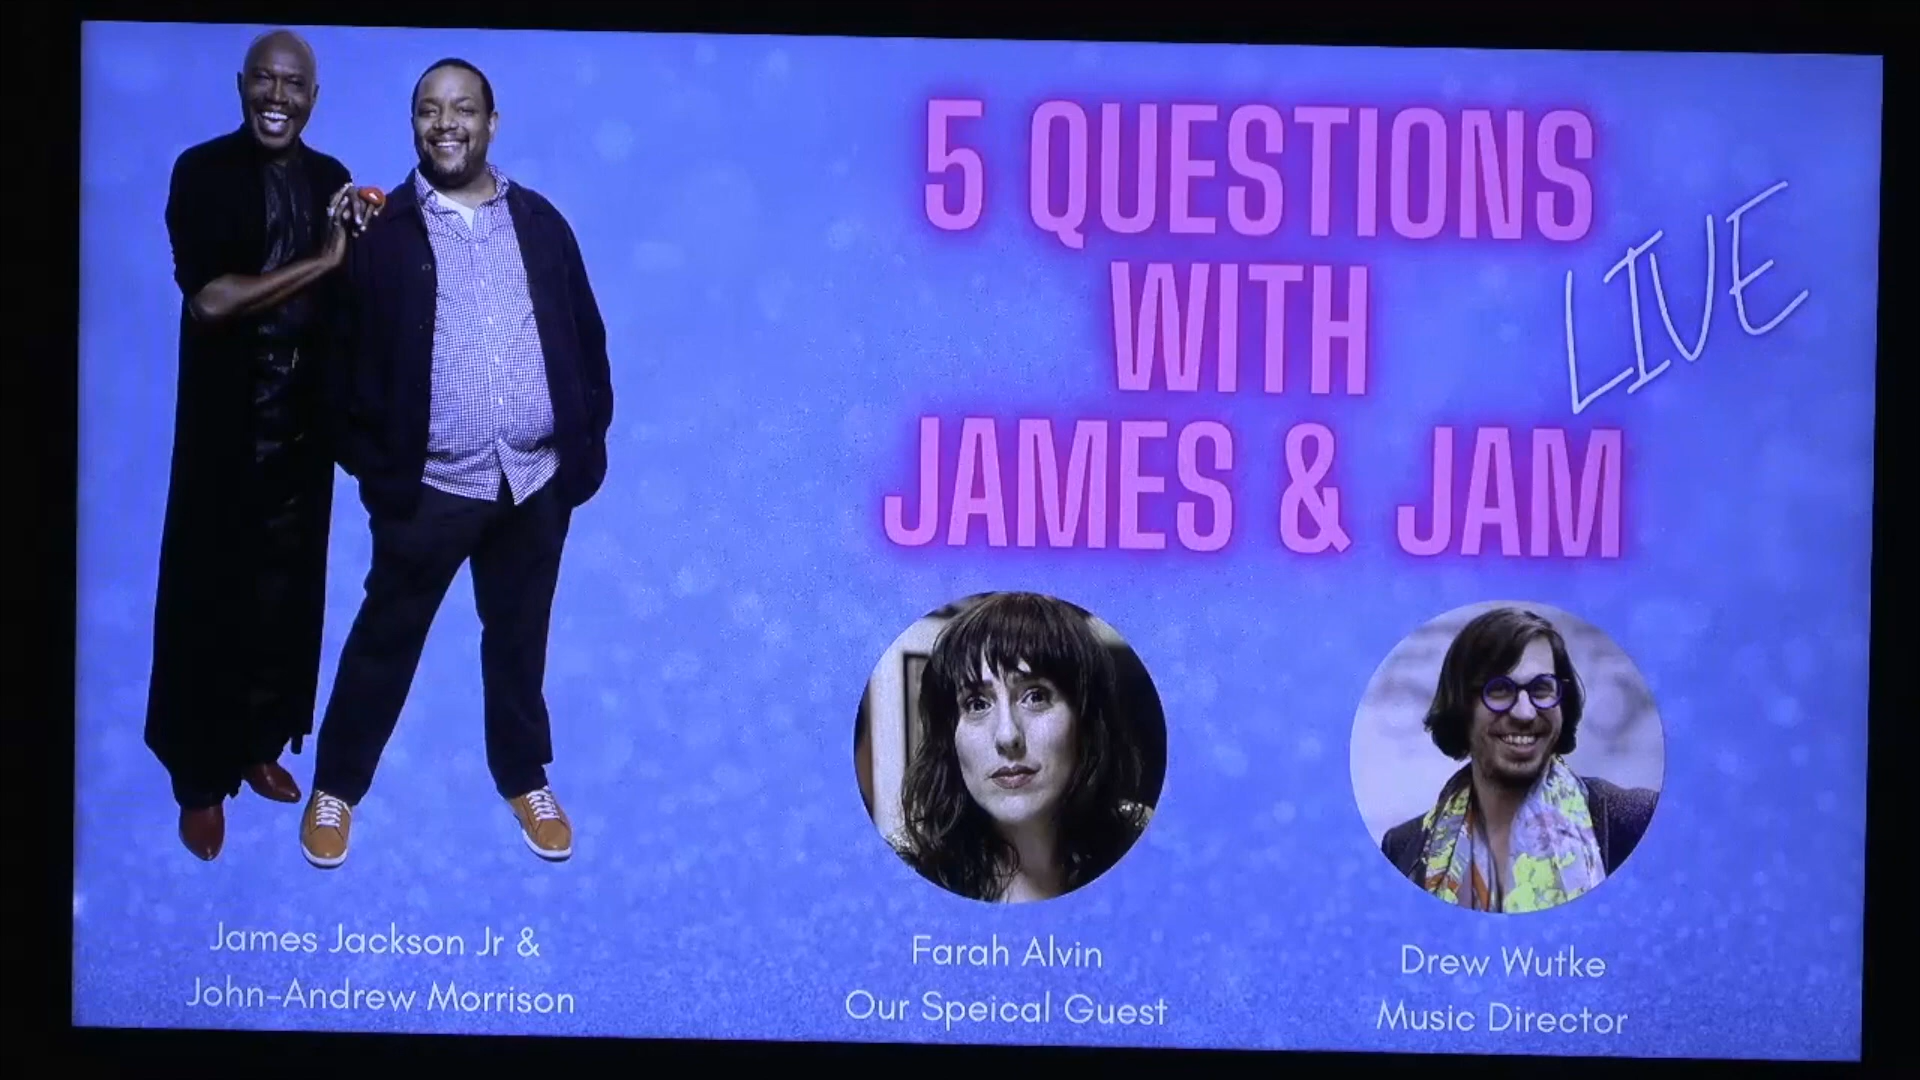 5 QUESTIONS
WITH
JAMES & JAM
LIVE
James Jackson Jr &
John-Andrew Morrison
Farah Alvin
Our Speical Guest
Drew Wutke
Music Director